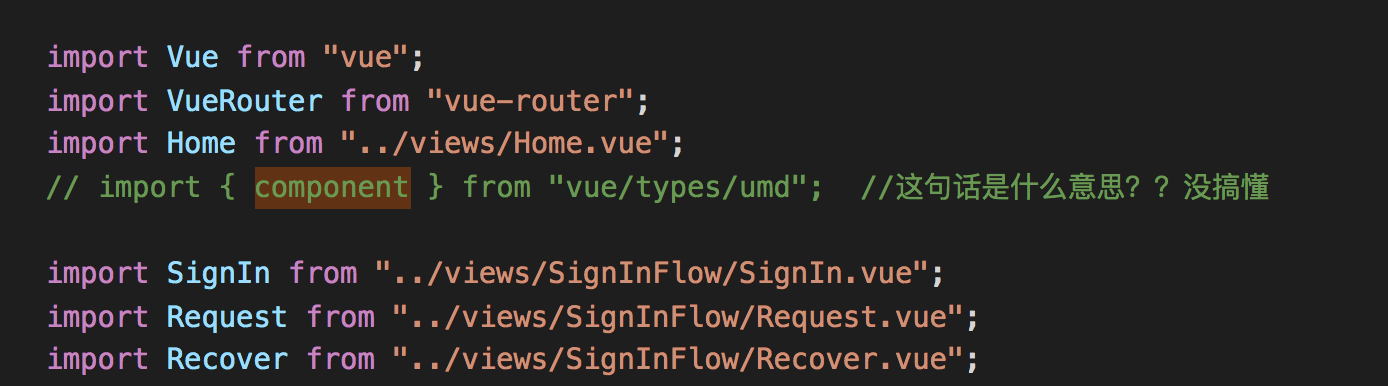 import Vue from "vue";
import VueRouter from "vue-router";
import Home from "../views/Home.vue";
// import { component } from "vue/types/umd";  //这句话是什么意思？？没搞懂
import SignIn from "../views/SignInFlow/SignIn.vue";
import Request from "../views/SignInFlow/Request.vue";
import Recover from "../views/SignInFlow/Recover.vue";